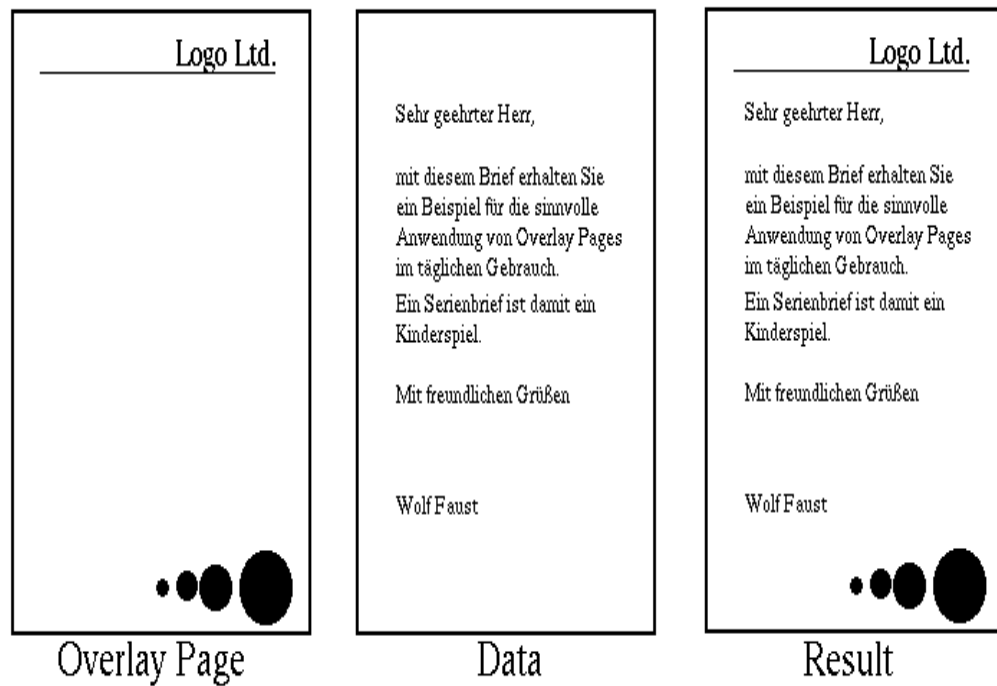 Logo Ltd.
Overlay Page
Sehr geehrter Herr,
mit diesem Brief erhalten Sie
ein Beispiel für die sinnvolle
Anwendung von Overlay Pages
im täglichen Gebrauch.
Ein Serienbrief ist damit ein
Kinderspiel.
Mit freundlichen Grüßen
Wolf Faust
Data
Logo Ltd.
Sehr geehrter Herr,
mit diesem Brief erhalten Sie
ein Beispiel für die sinnvolle
Anwendung von Overlay Pages
im täglichen Gebrauch.
Ein Serienbrief ist damit ein
Kinderspiel.
Mit freundlichen Grüßen
Wolf Faust
Result